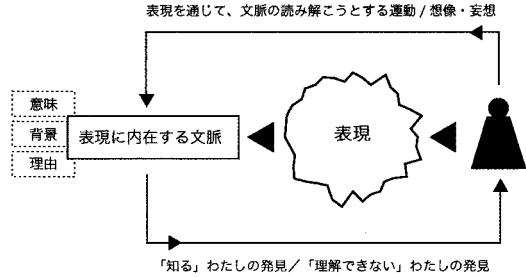 表現を通じて、文脈の読み解こうとする運動 / 想像・妄想
意味
背景
理由
表現に内在する文脈
表現
「知る」わたしの発見／「理解できない」わたしの発見